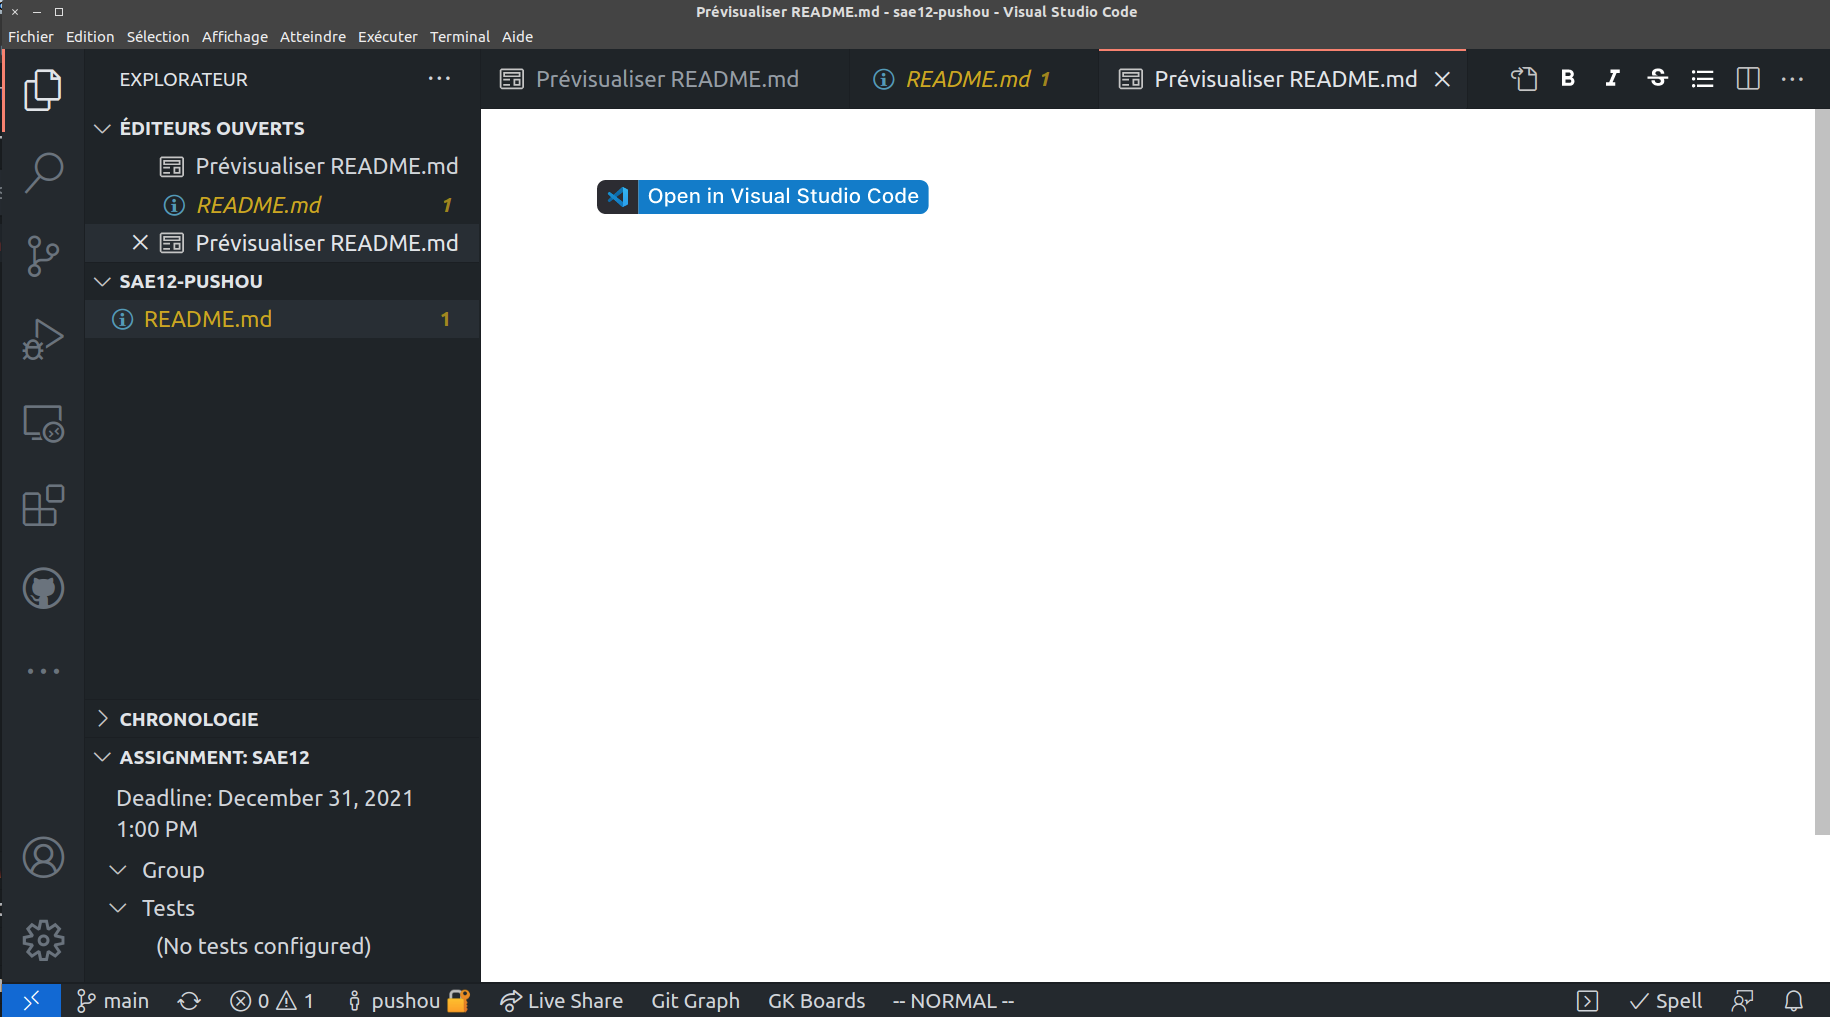 Prévisualiser README.md - sae12-pushou - Visual Studio Code
Fichier Edition Sélection Affichage Atteindre Exécuter Terminal Aide
EXPLORATEUR
Prévisualiser README.md
README.md 1
Prévisualiser README.md
B I S
ÉDITEURS OUVERTS
Prévisualiser README.md
README.md 1
Prévisualiser README.md
SAE12-PUSHOU
README.md 1
Open in Visual Studio Code
CHRONOLOGIE
ASSIGNMENT: SAE12
Deadline: December 31, 2021
1:00 PM
Group
Tests
(No tests configured)
main 0 1 pushou Live Share Git Graph GK Boards -- NORMAL -- Spell